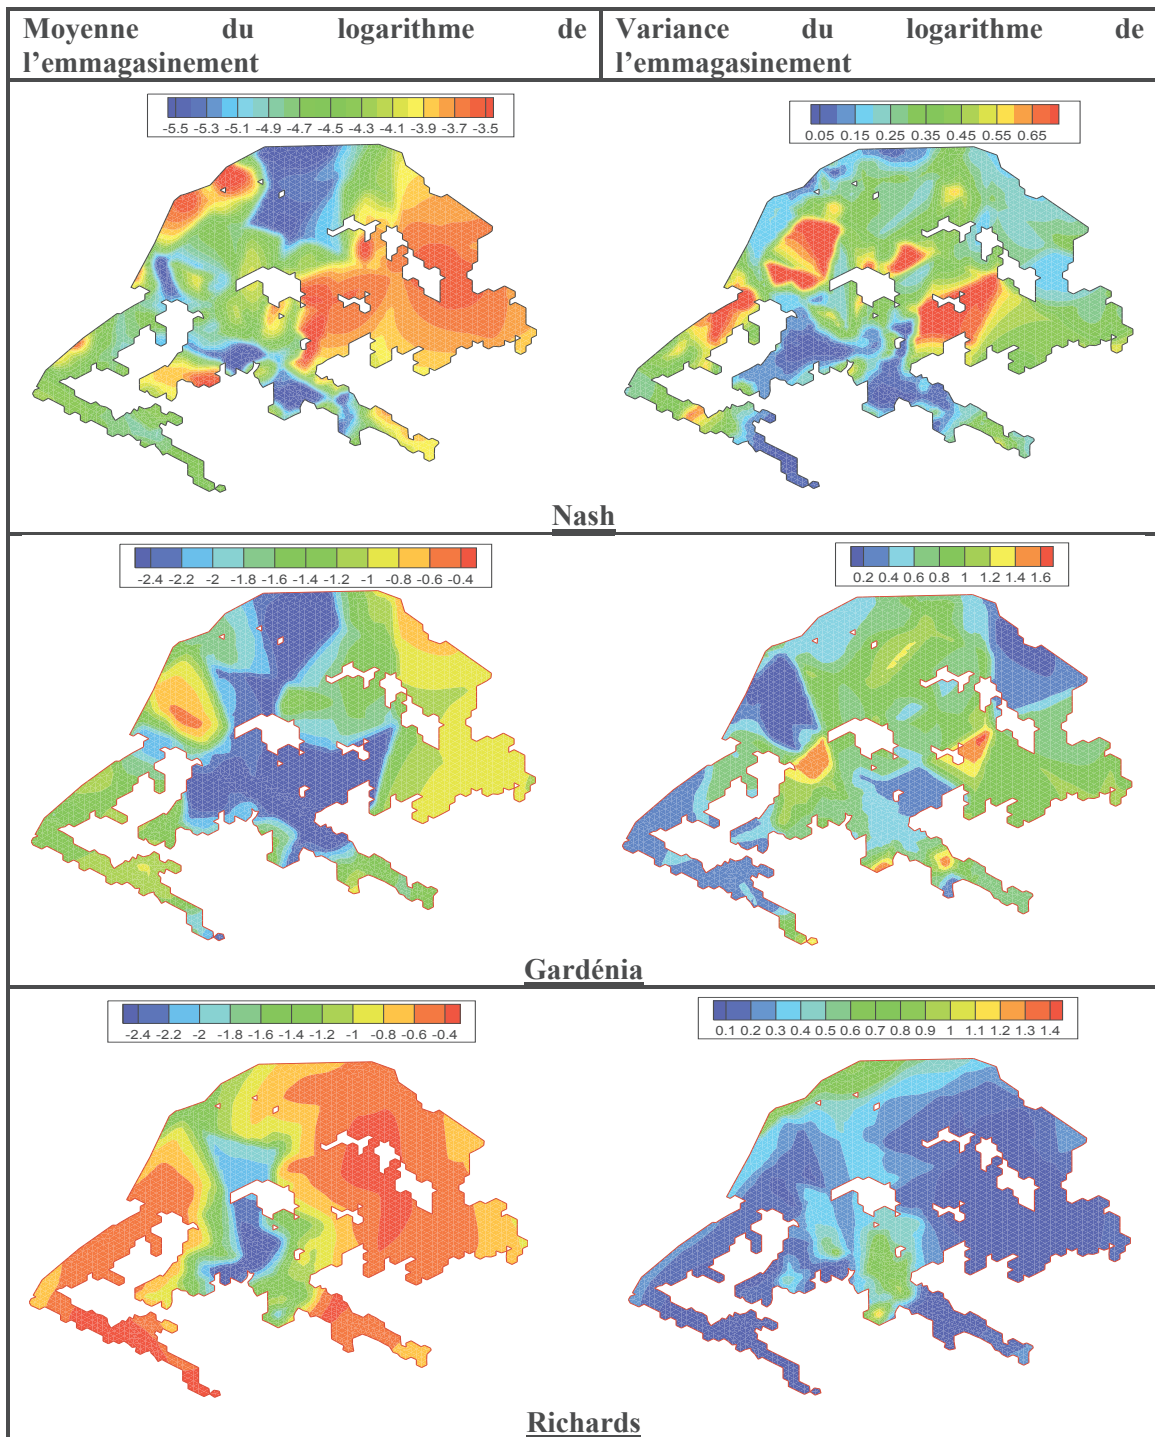 Moyenne du logarithme de
l’emmagasinement
Variance du logarithme de
l’emmagasinement
-5.5 -5.3 -5.1 -4.9 -4.7 -4.5 -4.3 -4.1 -3.9 -3.7 -3.5
0.05 0.15 0.25 0.35 0.45 0.55 0.65
Nash
-2.4 -2.2 -2 -1.8 -1.6 -1.4 -1.2 -1 -0.8 -0.6 -0.4
0.2 0.4 0.6 0.8 1 1.2 1.4 1.6
Gardénia
-2.4 -2.2 -2 -1.8 -1.6 -1.4 -1.2 -1 -0.8 -0.6 -0.4
0.1 0.2 0.3 0.4 0.5 0.6 0.7 0.8 0.9 1 1.1 1.2 1.3 1.4
Richards